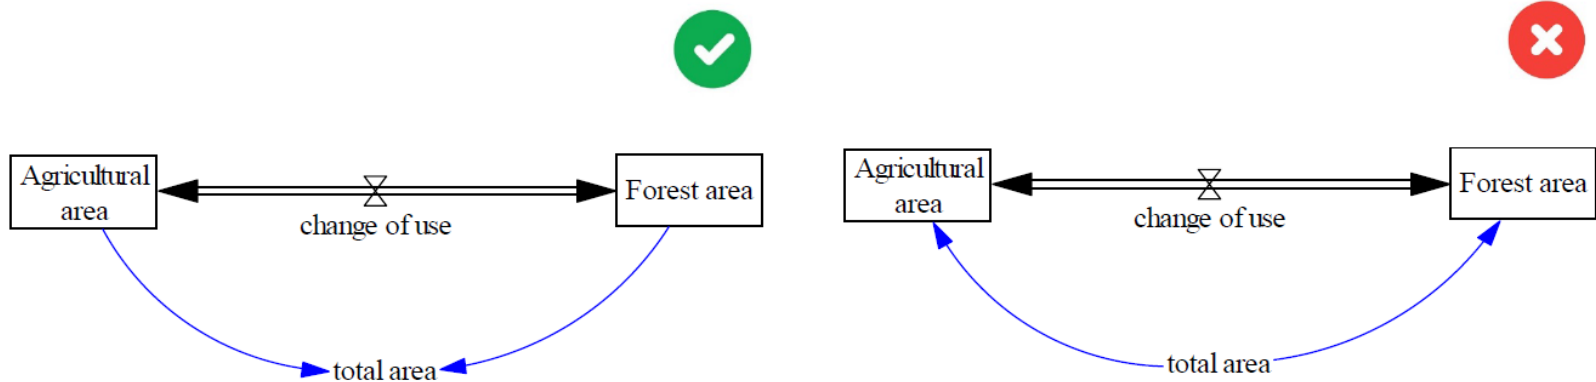 Agricultural
area
change of use
Forest area
total area
Agricultural
area
change of use
Forest area
total area